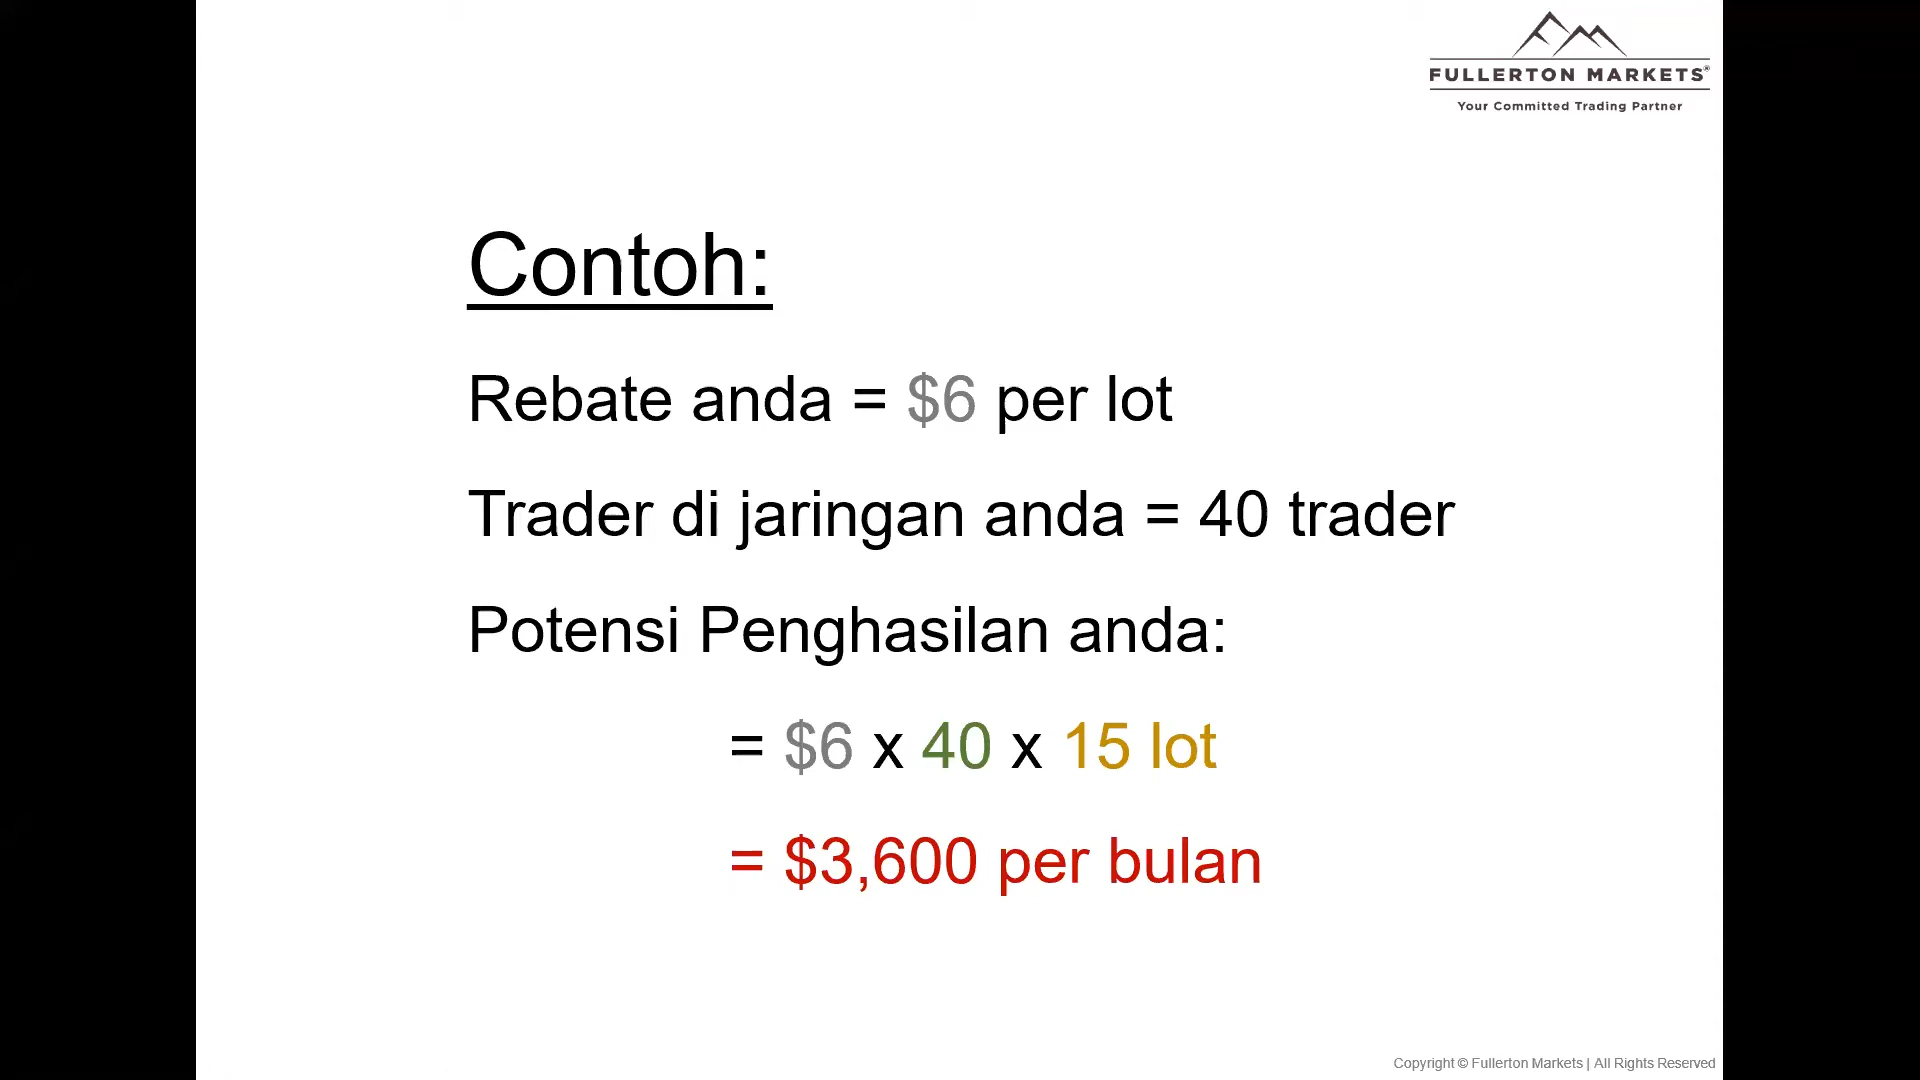 FULLERTON MARKETS®
Your Committed Trading Partner
Contoh:
Rebate anda = $6 per lot
Trader di jaringan anda = 40 trader
Potensi Penghasilan anda:
= $6 x 40 x 15 lot
= $3,600 per bulan
Copyright © Fullerton Markets | All Rights Reserved